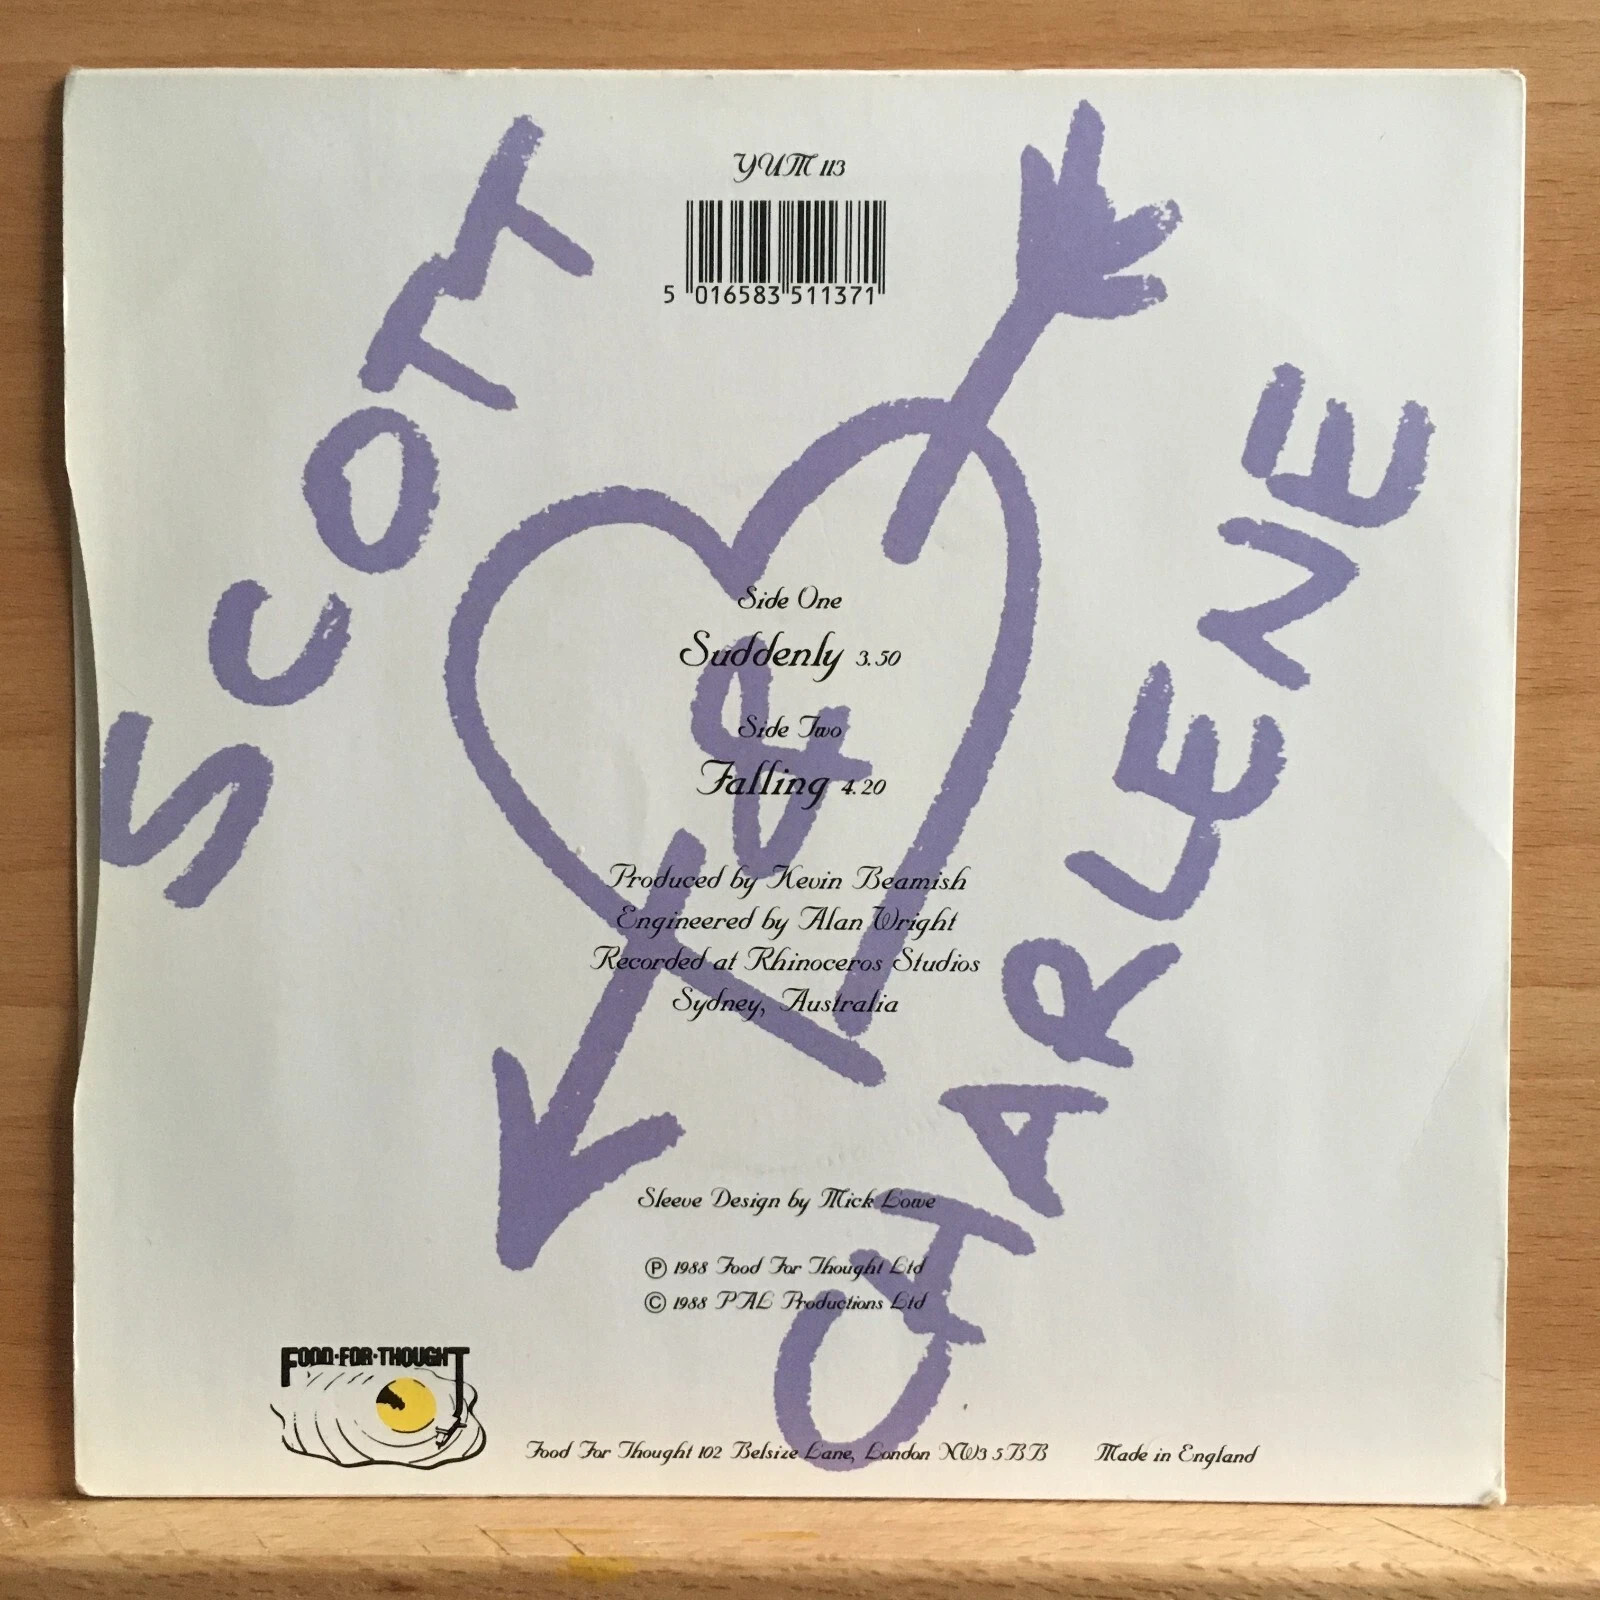 YUM 113
5 016583 511371
SCOTT
&
CHARLENE
Side One
Suddenly 3.50
Side Two
Falling 4.20
Produced by Kevin Beamish
Engineered by Alan Wright
Recorded at Rhinoceros Studios
Sydney, Australia
Sleeve Design by Mick Lowe
Ⓟ 1988 Food For Thought Ltd
© 1988 PAL Productions Ltd
FOOD·FOR·THOUGHT
Food For Thought 102 Belsize Lane, London NW3 5BB Made in England